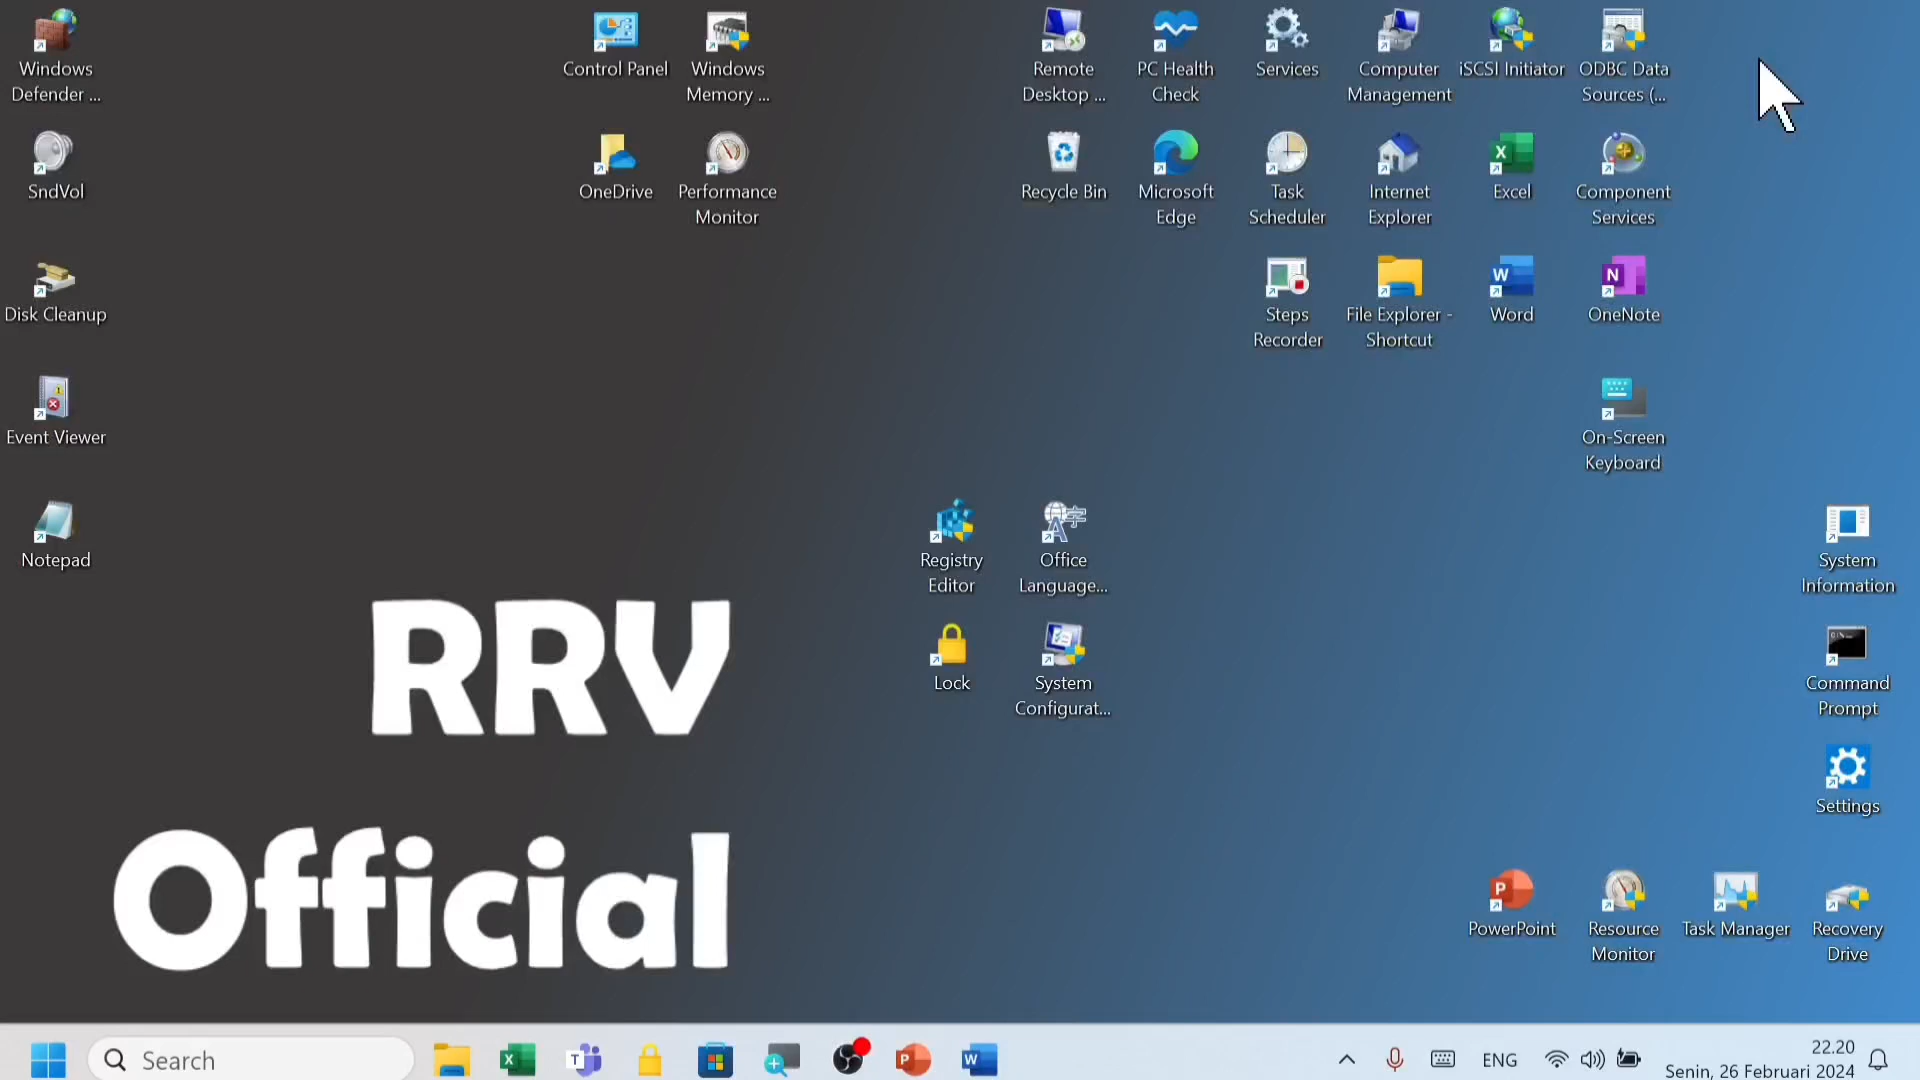 Windows
Defender ...
Control Panel
Windows
Memory ...
Remote
Desktop ...
PC Health
Check
Services
Computer
Management
iSCSI Initiator
ODBC Data
Sources (...
SndVol
OneDrive
Performance
Monitor
Recycle Bin
Microsoft
Edge
Task
Scheduler
Internet
Explorer
Excel
Component
Services
Disk Cleanup
Steps
Recorder
File Explorer -
Shortcut
Word
OneNote
Event Viewer
On-Screen
Keyboard
Notepad
Registry
Editor
Office
Language...
System
Information
RRV
Official
Lock
System
Configurat...
Command
Prompt
Settings
PowerPoint
Resource
Monitor
Task Manager
Recovery
Drive
Search
ENG
22.20
Senin, 26 Februari 2024